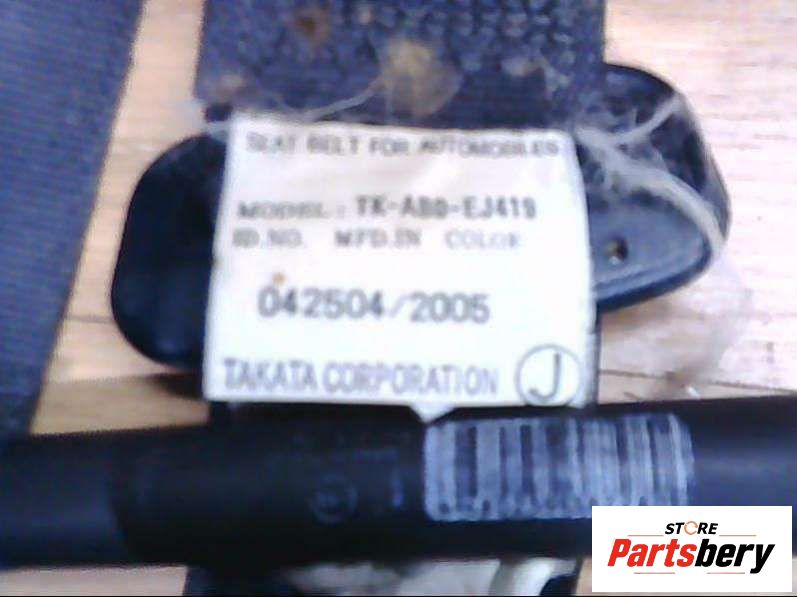 SEAT BELT FOR AUTOMOBILES
MODEL: TK-AB0-EJ419
ID.NO. MFD.IN COLOR
042504/2005
TAKATA CORPORATION J
STORE
Partsbery